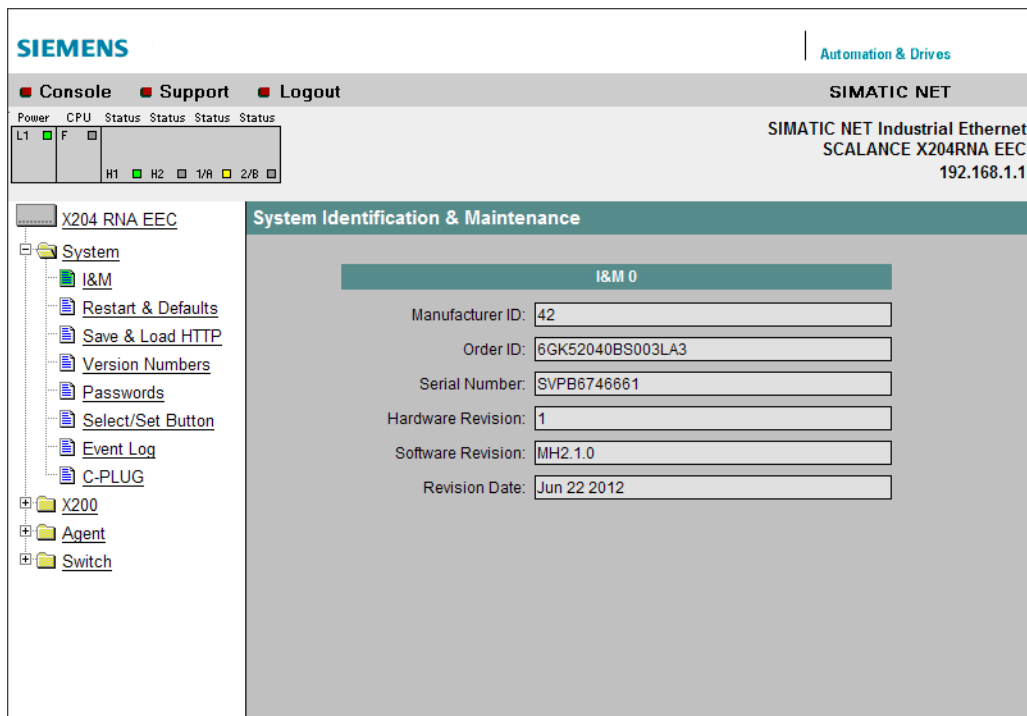 SIEMENS
Automation & Drives
Console Support Logout SIMATIC NET
Power CPU Status Status Status Status
L1 F
H1 H2 1/A 2/B
SIMATIC NET Industrial Ethernet
SCALANCE X204RNA EEC
192.168.1.1
X204 RNA EEC
System
I&M
Restart & Defaults
Save & Load HTTP
Version Numbers
Passwords
Select/Set Button
Event Log
C-PLUG
X200
Agent
Switch
System Identification & Maintenance
I&M 0
Manufacturer ID: 42
Order ID: 6GK52040BS003LA3
Serial Number: SVPB6746661
Hardware Revision: 1
Software Revision: MH2.1.0
Revision Date: Jun 22 2012